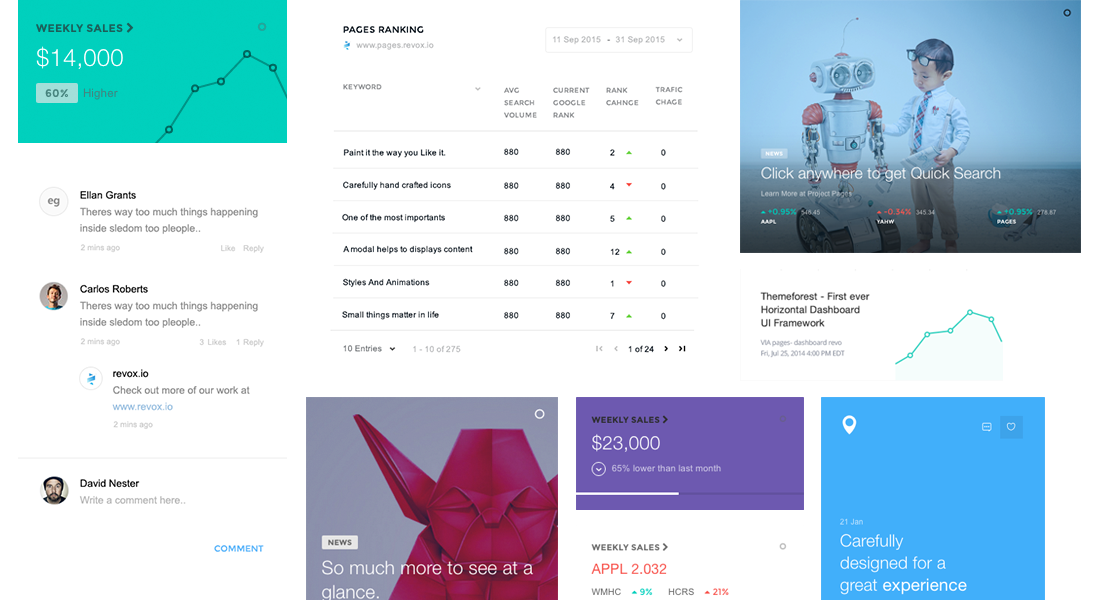 WEEKLY SALES
$14,000
60% Higher
eg
Ellan Grants
Theres way too much things happening
inside sledom too pleople..
2 mins ago Like Reply
Carlos Roberts
Theres way too much things happening
inside sledom too pleople..
2 mins ago 3 Likes 1 Reply
revox.io
Check out more of our work at
www.revox.io
2 mins ago
David Nester
Write a comment here..
COMMENT
PAGES RANKING
www.pages.revox.io
11 Sep 2015 - 31 Sep 2015
KEYWORD
AVG
SEARCH
VOLUME
CURRENT
GOOGLE
RANK
RANK
CAHNGE
TRAFIC
CHAGE
Paint it the way you Like it. 880 880 2 0
Carefully hand crafted icons 880 880 4 0
One of the most importants 880 880 5 0
A modal helps to displays content 880 880 12 0
Styles And Animations 880 880 1 0
Small things matter in life 880 880 7 0
10 Entries 1 - 10 of 275 1 of 24
NEWS
Click anywhere to get Quick Search
Learn More at Project Pages
+0.95% 546.45 -0.34% 345.34 +0.95% 278.87
AAPL YAHW PAGES
Themeforest - First ever
Horizontal Dashboard
UI Framework
VIA pages- dashboard revo
Fri, Jul 25, 2014 4:00 PM EDT
NEWS
So much more to see at a
glance.
WEEKLY SALES
$23,000
65% lower than last month
WEEKLY SALES
APPL 2.032
WMHC 9% HCRS 21%
21 Jan
Carefully
designed for a
great experience